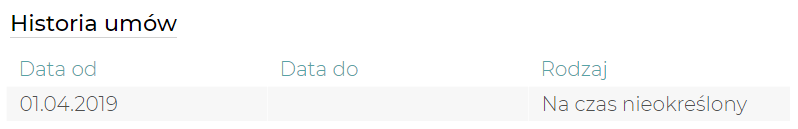 Historia umów
Data od Data do Rodzaj
01.04.2019 Na czas nieokreślony